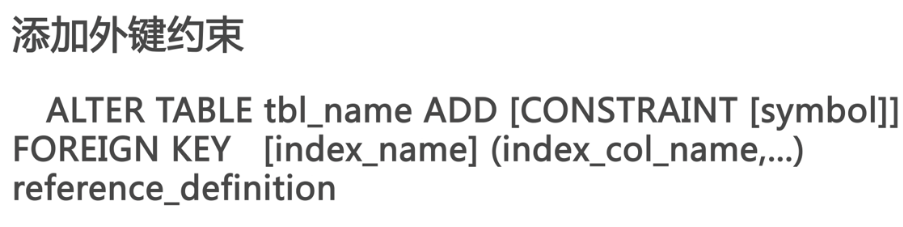 添加外键约束
ALTER TABLE tbl_name ADD [CONSTRAINT [symbol]]
FOREIGN KEY [index_name] (index_col_name,...)
reference_definition